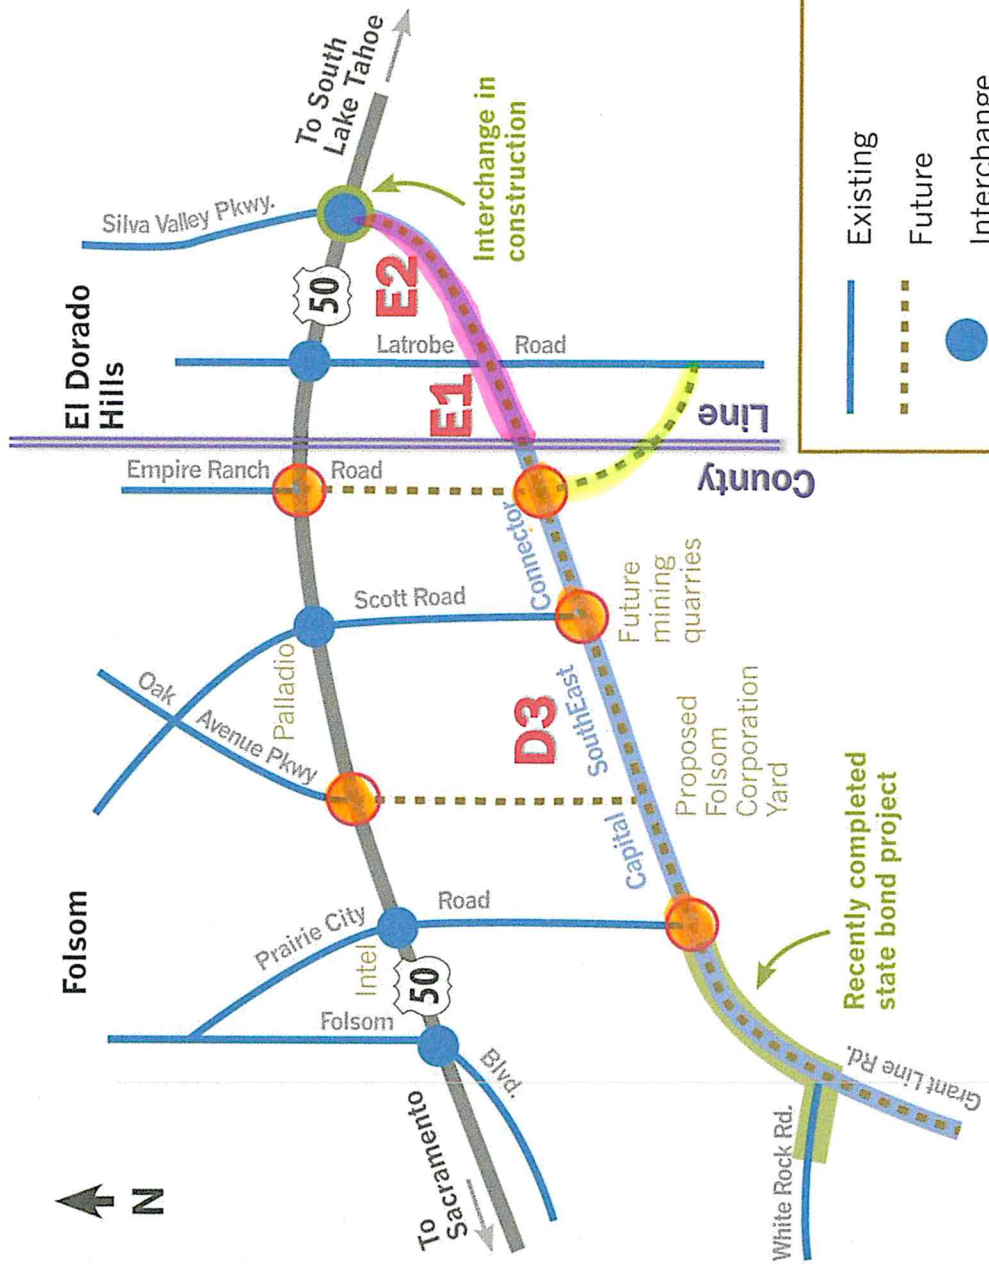 N
Folsom
El Dorado
Hills
To South
Lake Tahoe
Silva Valley Pkwy.
Interchange in
construction
50
E2
Latrobe Road
E1
Empire Ranch Road
County Line
Scott Road
Palladio
Oak Avenue Pkwy
Prairie City Road
Intel
50
Folsom Blvd.
To
Sacramento
Capital SouthEast Connector
D3
Future
mining
quarries
Proposed
Folsom
Corporation
Yard
Recently completed
state bond project
Grant Line Rd.
White Rock Rd.
Existing
Future
Interchange